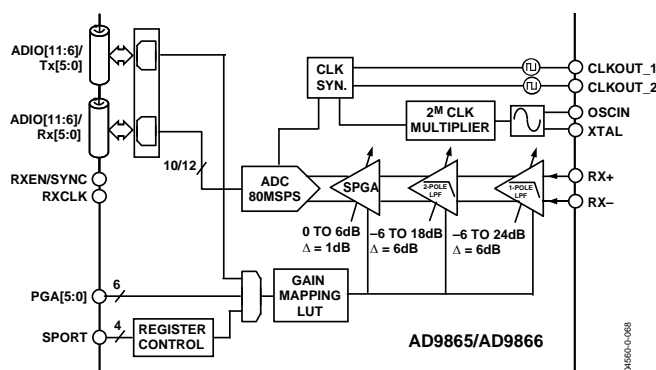 ADIO[11:6]/
Tx[5:0]
ADIO[11:6]/
Rx[5:0]
RXEN/SYNC
RXCLK
PGA[5:0]
SPORT
10/12
6
4
REGISTER
CONTROL
GAIN
MAPPING
LUT
ADC
80MSPS
CLK
SYN.
2M CLK
MULTIPLIER
SPGA
2-POLE
LPF
1-POLE
LPF
0 TO 6dB
Δ = 1dB
–6 TO 18dB
Δ = 6dB
–6 TO 24dB
Δ = 6dB
CLKOUT_1
CLKOUT_2
OSCIN
XTAL
RX+
RX–
AD9865/AD9866
04560-0-068